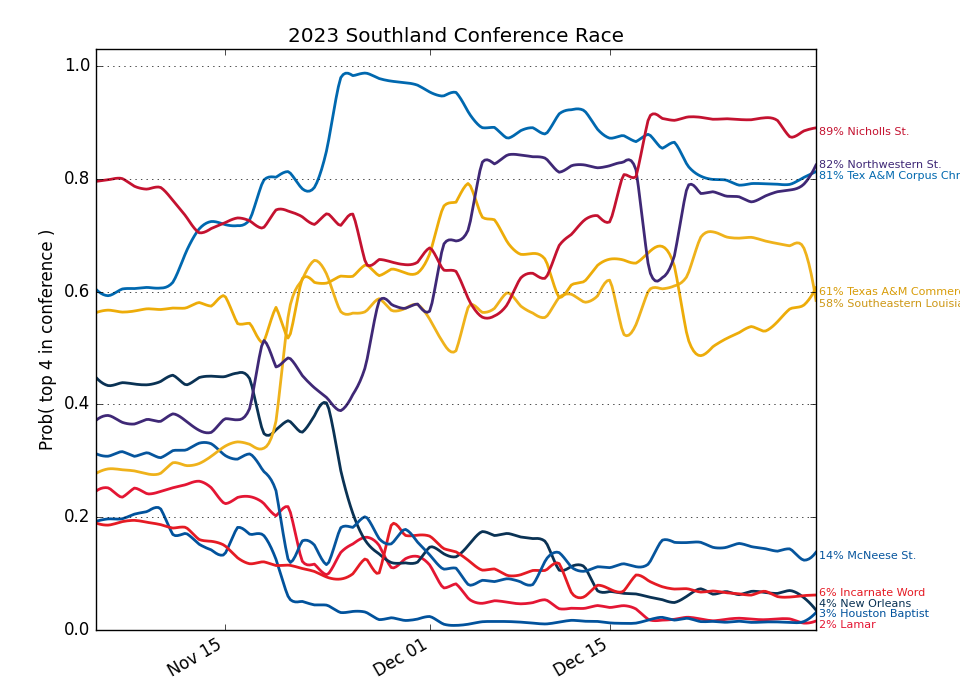 2023 Southland Conference Race
Prob( top 4 in conference )
1.0
0.8
0.6
0.4
0.2
0.0
Nov 15
Dec 01
Dec 15
89% Nicholls St.
82% Northwestern St.
81% Tex A&M Corpus Chr
61% Texas A&M Commerc
58% Southeastern Louisia
14% McNeese St.
6% Incarnate Word
4% New Orleans
3% Houston Baptist
2% Lamar